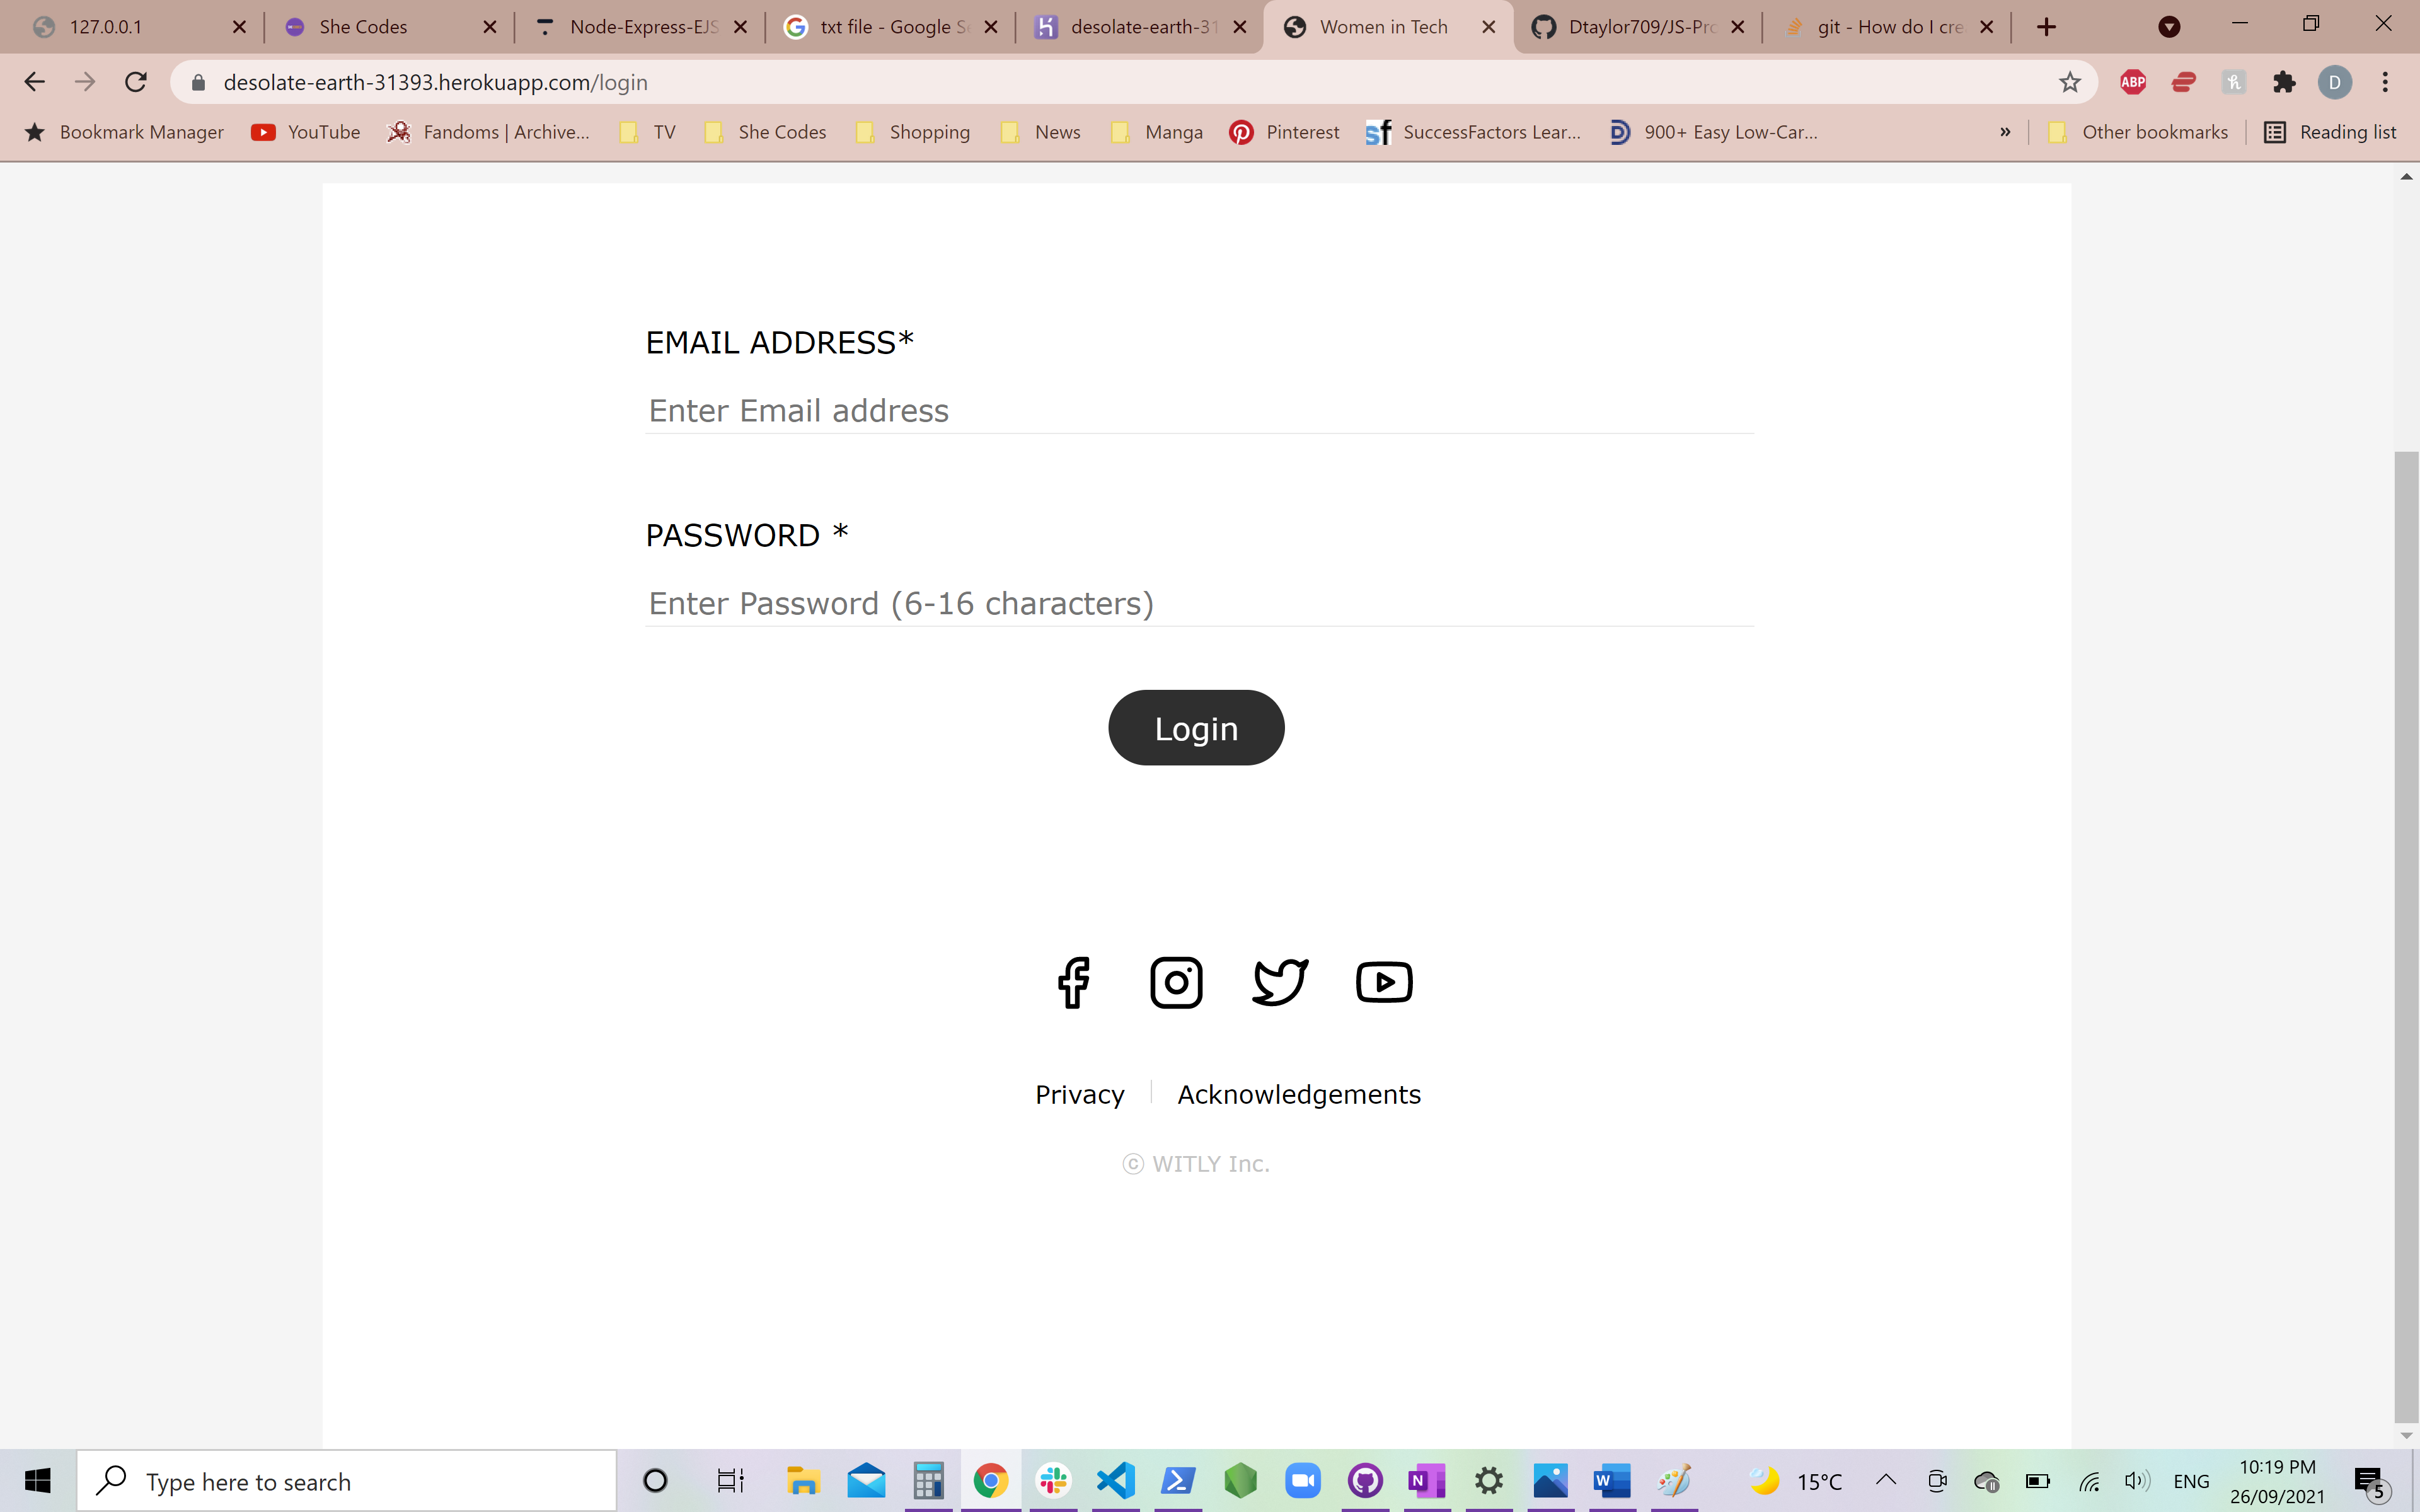 127.0.0.1
She Codes
Node-Express-EJS
txt file - Google Se
desolate-earth-31
Women in Tech
Dtaylor709/JS-Pro
git - How do I cre
desolate-earth-31393.herokuapp.com/login
ABP
h
D
Bookmark Manager
YouTube
Fandoms | Archive...
TV
She Codes
Shopping
News
Manga
Pinterest
sf
SuccessFactors Lear...
900+ Easy Low-Car...
»
Other bookmarks
Reading list
EMAIL ADDRESS*
Enter Email address
PASSWORD *
Enter Password (6-16 characters)
Login
Privacy
Acknowledgements
© WITLY Inc.
Type here to search
N
W
15°C
ENG
10:19 PM
26/09/2021
5